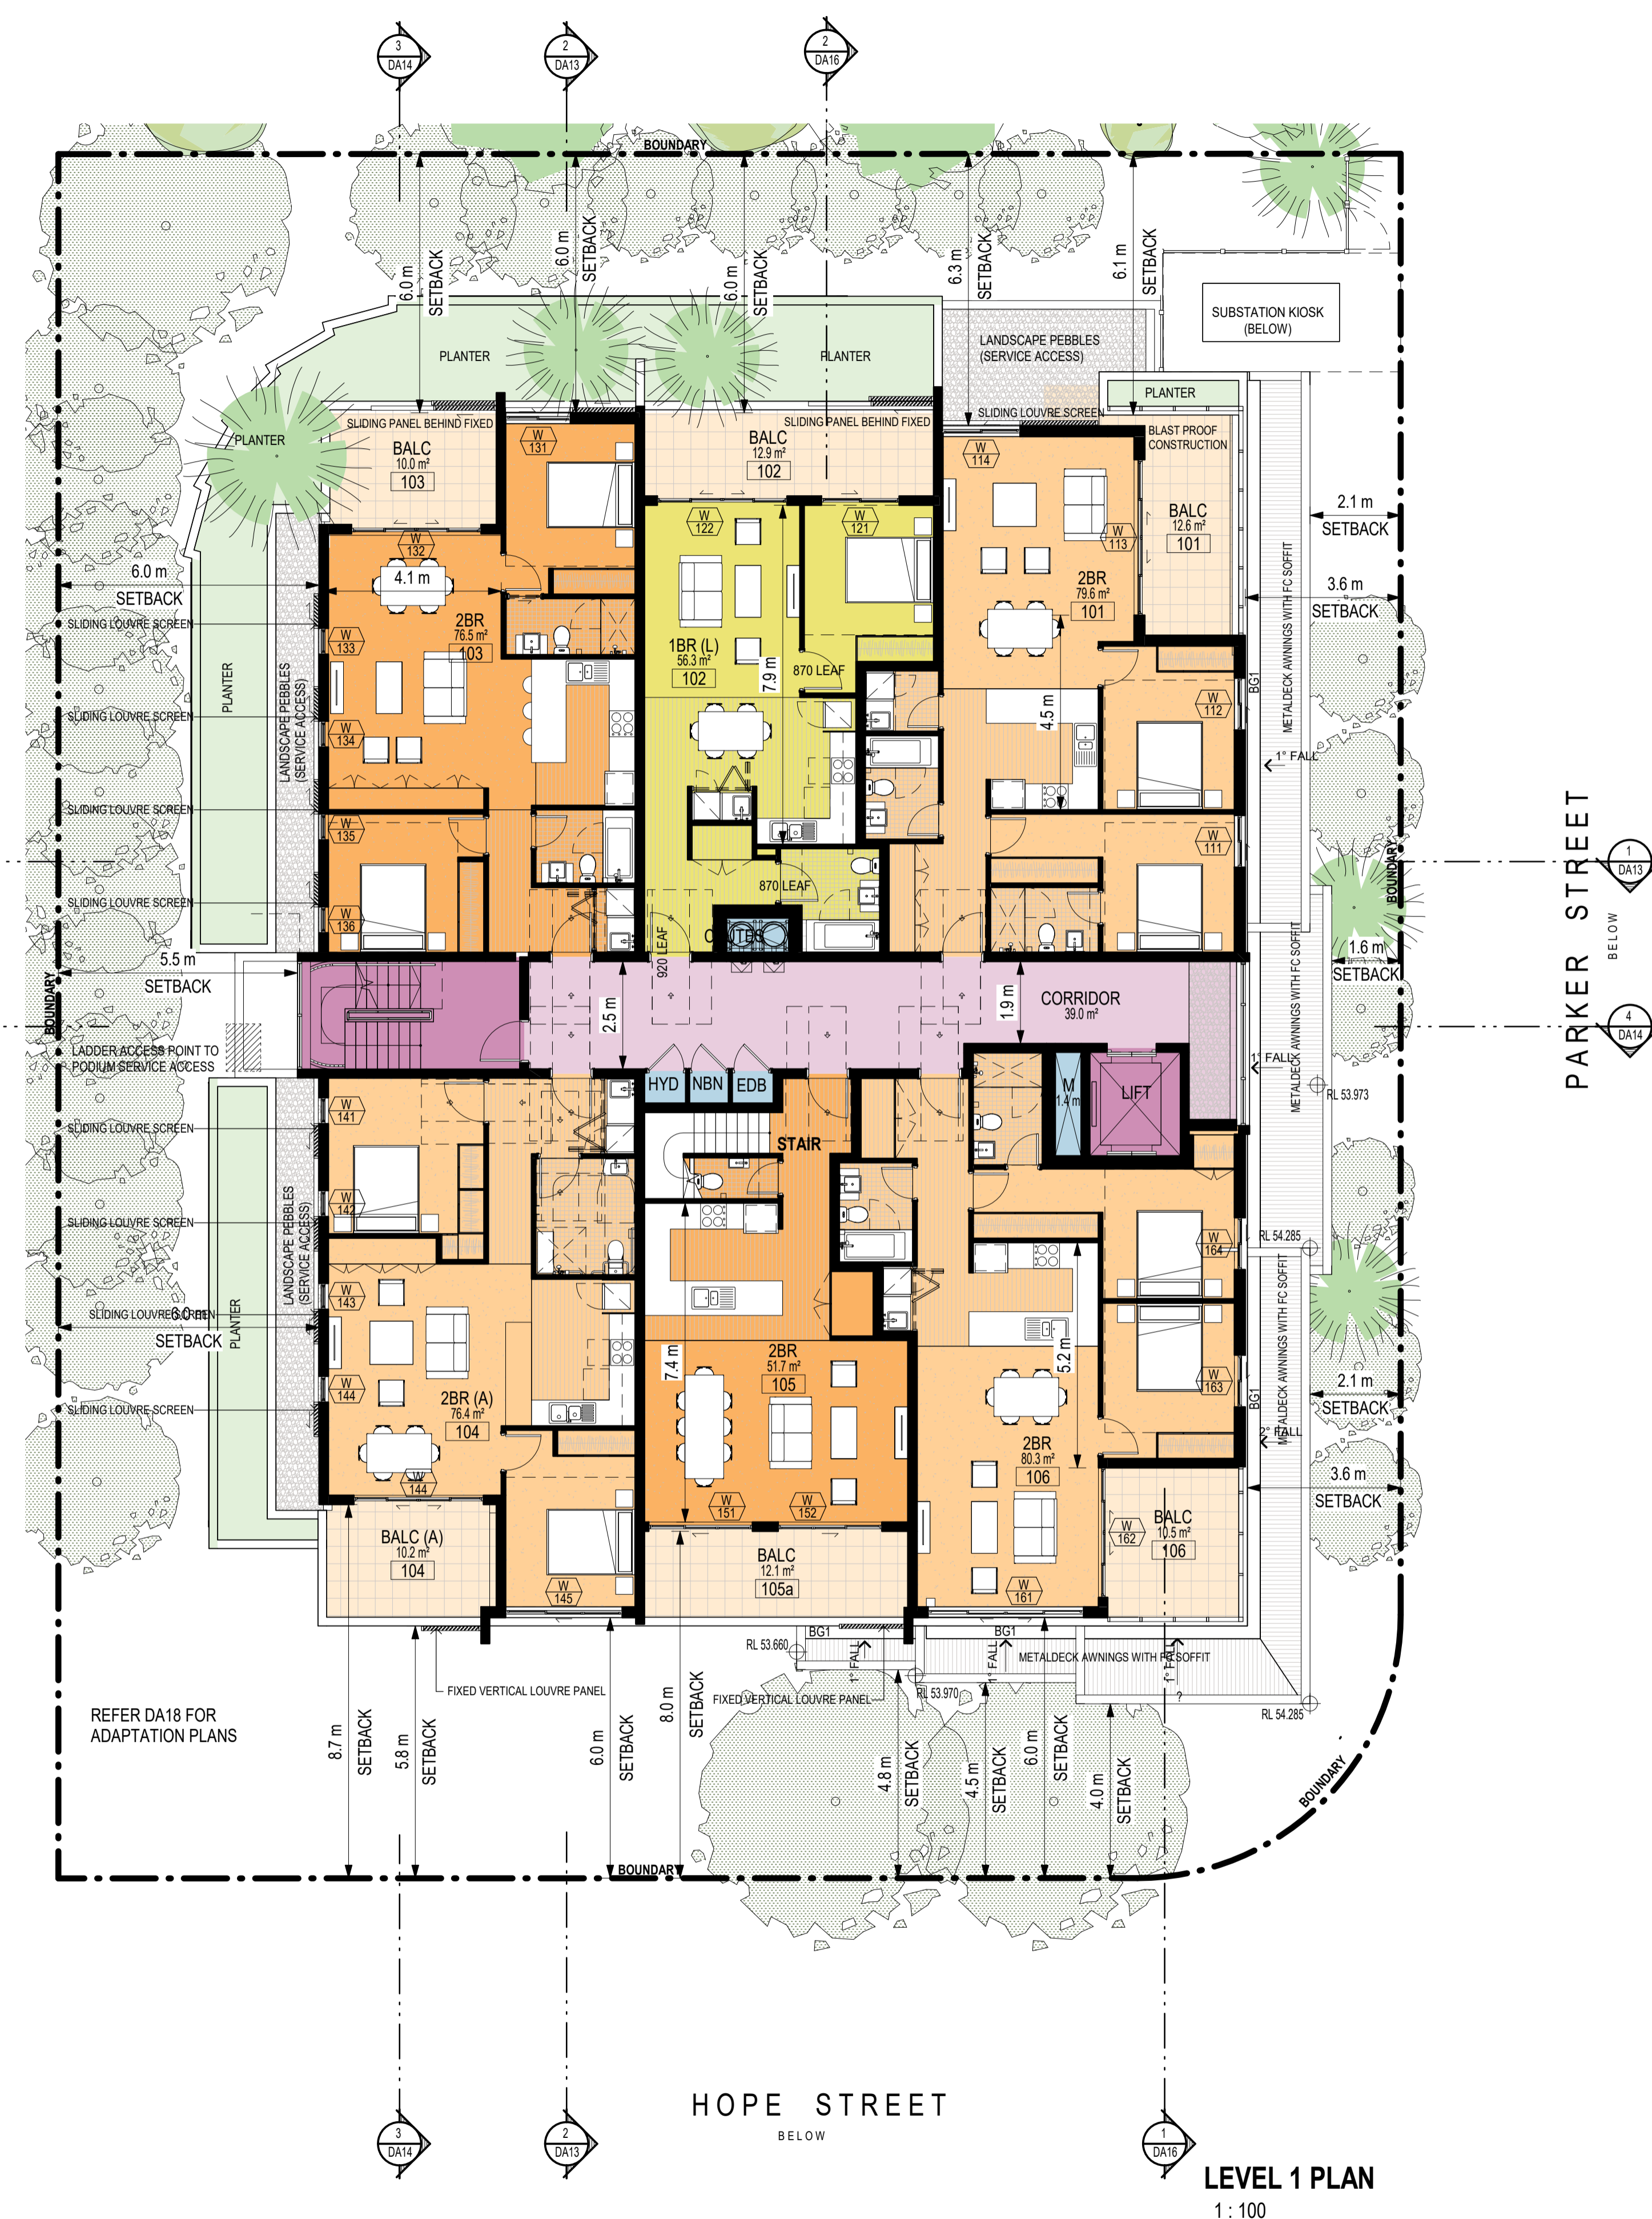 3
DA14
2
DA13
2
DA16
BOUNDARY
6.0 m
SETBACK
6.0 m
SETBACK
6.0 m
SETBACK
6.3 m
SETBACK
6.1 m
SETBACK
SUBSTATION KIOSK
(BELOW)
PLANTER
PLANTER
LANDSCAPE PEBBLES
(SERVICE ACCESS)
PLANTER
SLIDING LOUVRE SCREEN
SLIDING PANEL BEHIND FIXED
SLIDING PANEL BEHIND FIXED
BLAST PROOF
CONSTRUCTION
PLANTER
BALC
10.0 m²
103
W
131
BALC
12.9 m²
102
W
114
2.1 m
SETBACK
BALC
12.6 m²
101
W
132
W
122
W
121
W
113
6.0 m
SETBACK
4.1 m
3.6 m
SETBACK
2BR
79.6 m²
101
SLIDING LOUVRE SCREEN
W
133
2BR
76.5 m²
103
1BR (L)
56.3 m²
102
7.9 m
870 LEAF
METALDECK AWNINGS WITH FC SOFFIT
BG1
PLANTER
LANDSCAPE PEBBLES
(SERVICE ACCESS)
SLIDING LOUVRE SCREEN
W
134
4.5 m
W
112
1° FALL
SLIDING LOUVRE SCREEN
W
135
W
111
BOUNDARY
1
DA13
PARKER STREET
BELOW
870 LEAF
SLIDING LOUVRE SCREEN
W
136
920 LEAF
5.5 m
SETBACK
METALDECK AWNINGS WITH FC SOFFIT
1.6 m
SETBACK
BOUNDARY
2.5 m
1.9 m
CORRIDOR
39.0 m²
4
DA14
LADDER ACCESS POINT TO
PODIUM SERVICE ACCESS
HYD
NBN
EDB
M
1.4 m
LIFT
1° FALL
RL 53.973
W
141
SLIDING LOUVRE SCREEN
STAIR
LANDSCAPE PEBBLES
(SERVICE ACCESS)
W
142
SLIDING LOUVRE SCREEN
W
164
RL 54.285
W
143
SLIDING LOUVRE SCREEN
6.0 m
SETBACK
PLANTER
METALDECK AWNINGS WITH FC SOFFIT
7.4 m
5.2 m
2BR
51.7 m²
105
W
144
W
163
BG1
2.1 m
SETBACK
SLIDING LOUVRE SCREEN
2BR (A)
76.4 m²
104
2BR
80.3 m²
106
2° FALL
W
144
3.6 m
SETBACK
W
151
W
152
W
162
BALC
10.5 m²
106
BALC (A)
10.2 m²
104
BALC
12.1 m²
105a
W
145
W
161
BG1
BG1
RL 53.660
1° FALL
1° FALL
1° FALL
METALDECK AWNINGS WITH FC SOFFIT
FIXED VERTICAL LOUVRE PANEL
FIXED VERTICAL LOUVRE PANEL
RL 53.970
?
RL 54.285
REFER DA18 FOR
ADAPTATION PLANS
8.7 m
SETBACK
5.8 m
SETBACK
6.0 m
SETBACK
8.0 m
SETBACK
4.8 m
SETBACK
4.5 m
SETBACK
6.0 m
SETBACK
4.0 m
SETBACK
BOUNDARY
BOUNDARY
HOPE STREET
BELOW
3
DA14
2
DA13
1
DA16
LEVEL 1 PLAN
1 : 100